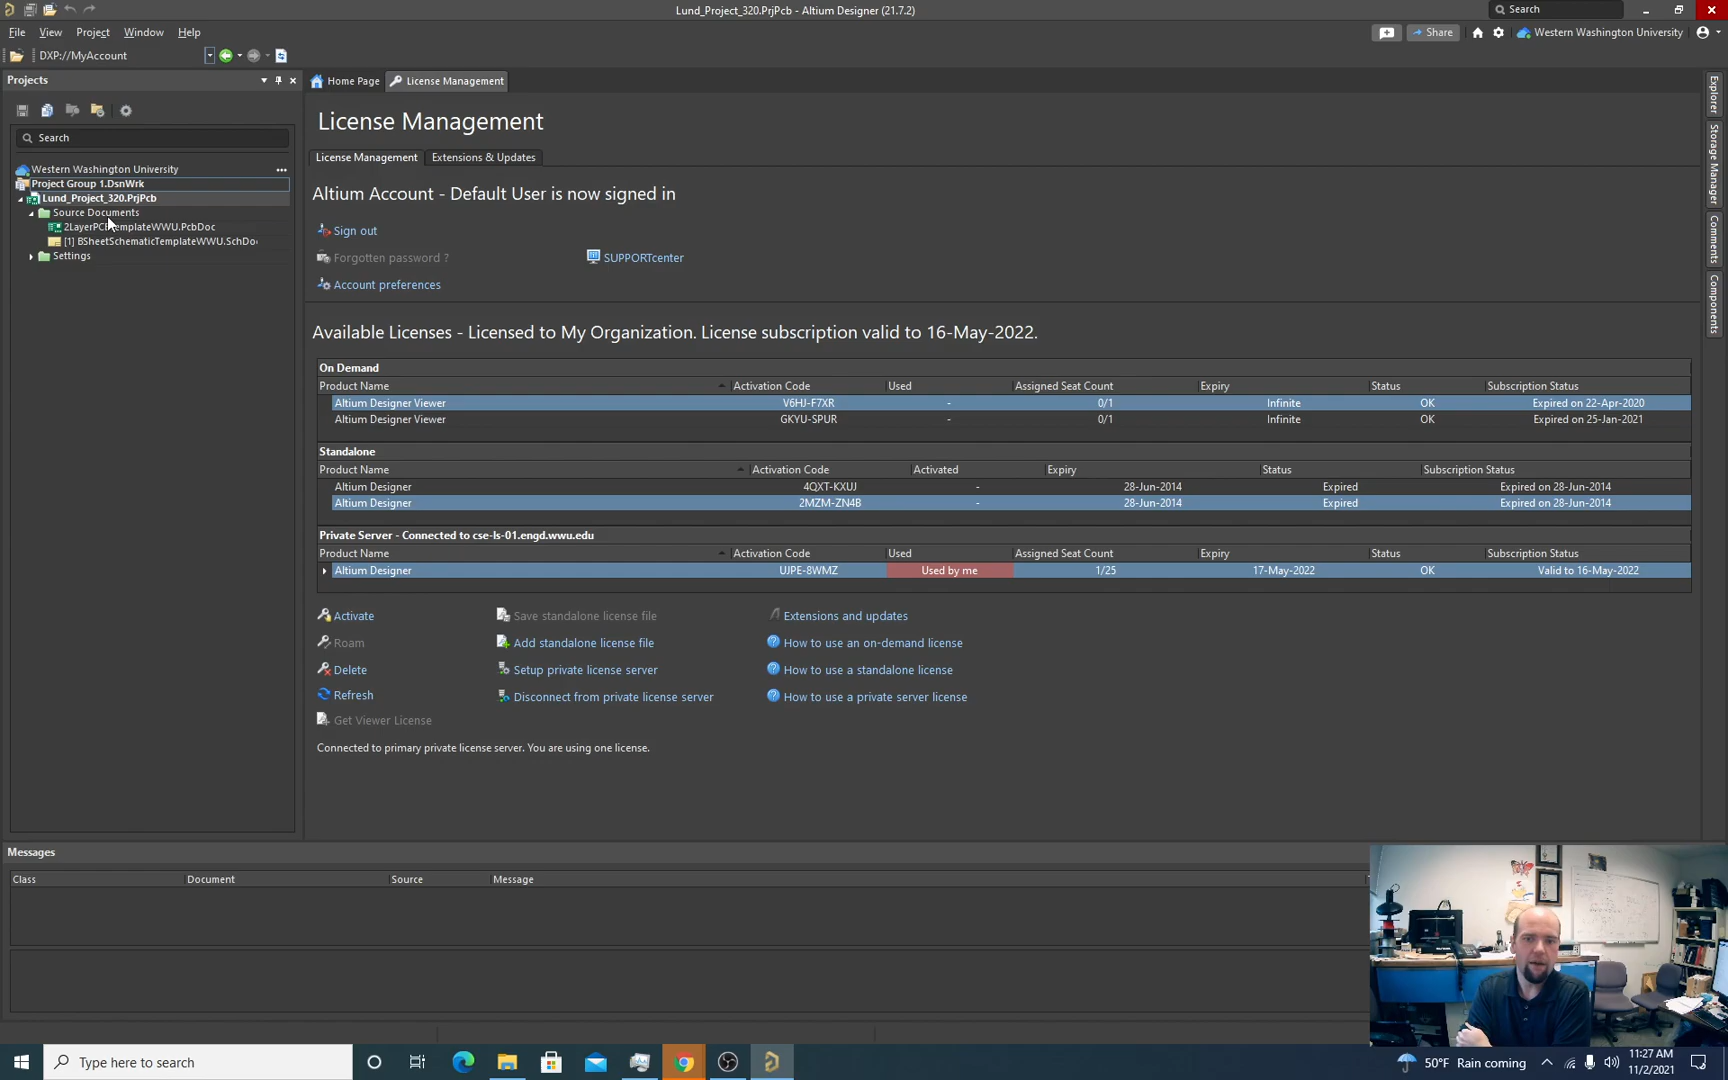 Lund_Project_320.PrjPcb - Altium Designer (21.7.2)
Search
File View Project Window Help
Share
Western Washington University
DXP://MyAccount
Projects
Home Page
License Management
Search
Western Washington University
Project Group 1.DsnWrk
Lund_Project_320.PrjPcb
Source Documents
2LayerPCBTemplateWWU.PcbDoc
[1] BSheetSchematicTemplateWWU.SchDoc
Settings
License Management
License Management Extensions & Updates
Altium Account - Default User is now signed in
Sign out
Forgotten password ? SUPPORTcenter
Account preferences
Available Licenses - Licensed to My Organization. License subscription valid to 16-May-2022.
On Demand
Product Name Activation Code Used Assigned Seat Count Expiry Status Subscription Status
Altium Designer Viewer V6HJ-F7XR - 0/1 Infinite OK Expired on 22-Apr-2020
Altium Designer Viewer GKYU-SPUR - 0/1 Infinite OK Expired on 25-Jan-2021
Standalone
Product Name Activation Code Activated Expiry Status Subscription Status
Altium Designer 4QXT-KXUJ - 28-Jun-2014 Expired Expired on 28-Jun-2014
Altium Designer 2MZM-ZN4B - 28-Jun-2014 Expired Expired on 28-Jun-2014
Private Server - Connected to cse-ls-01.engd.wwu.edu
Product Name Activation Code Used Assigned Seat Count Expiry Status Subscription Status
Altium Designer UJPE-8WMZ Used by me 1/25 17-May-2022 OK Valid to 16-May-2022
Activate Save standalone license file Extensions and updates
Roam Add standalone license file How to use an on-demand license
Delete Setup private license server How to use a standalone license
Refresh Disconnect from private license server How to use a private server license
Get Viewer License
Connected to primary private license server. You are using one license.
Explorer
Storage Manager
Comments
Components
Messages
Class Document Source Message
Type here to search
50°F Rain coming
11:27 AM
11/2/2021